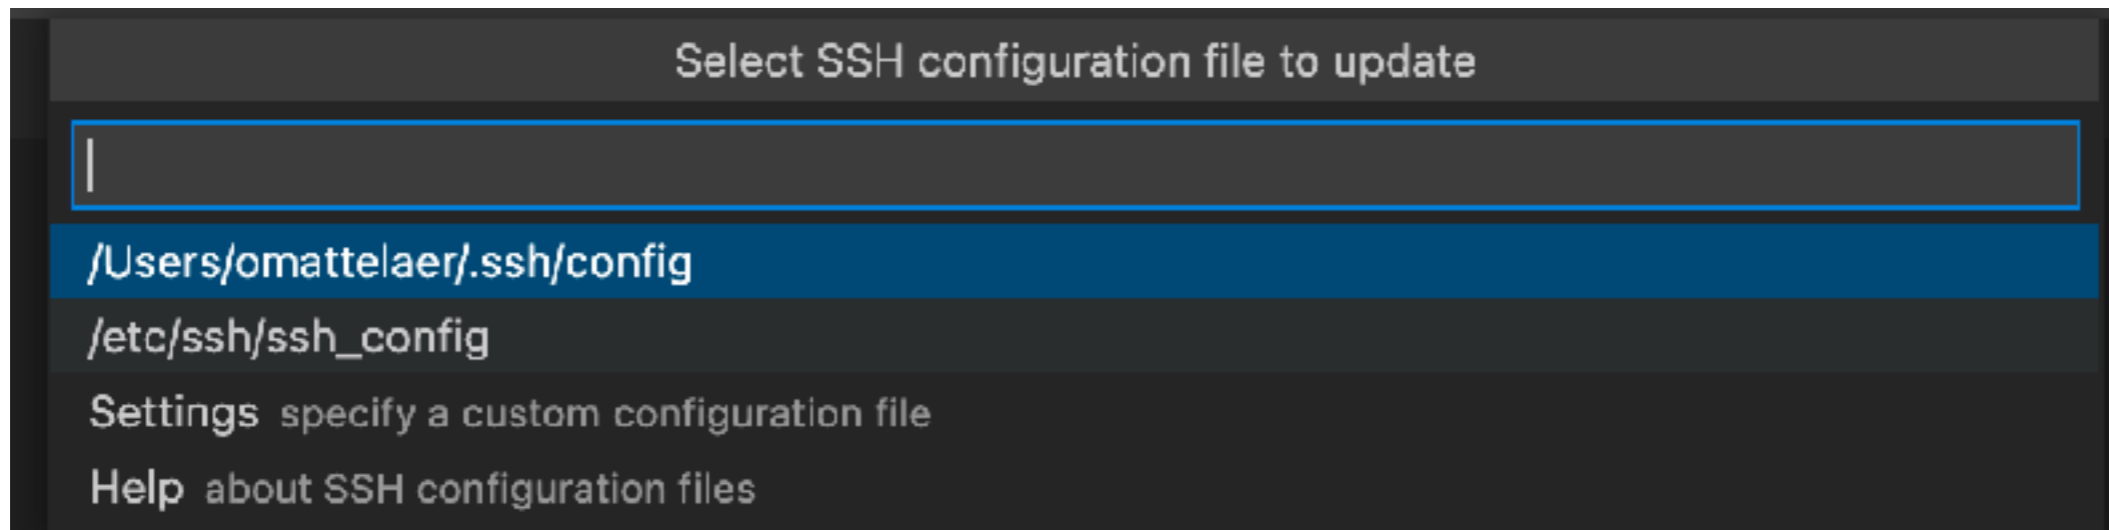 Select SSH configuration file to update
/Users/omattelaer/.ssh/config
/etc/ssh/ssh_config
Settings specify a custom configuration file
Help about SSH configuration files